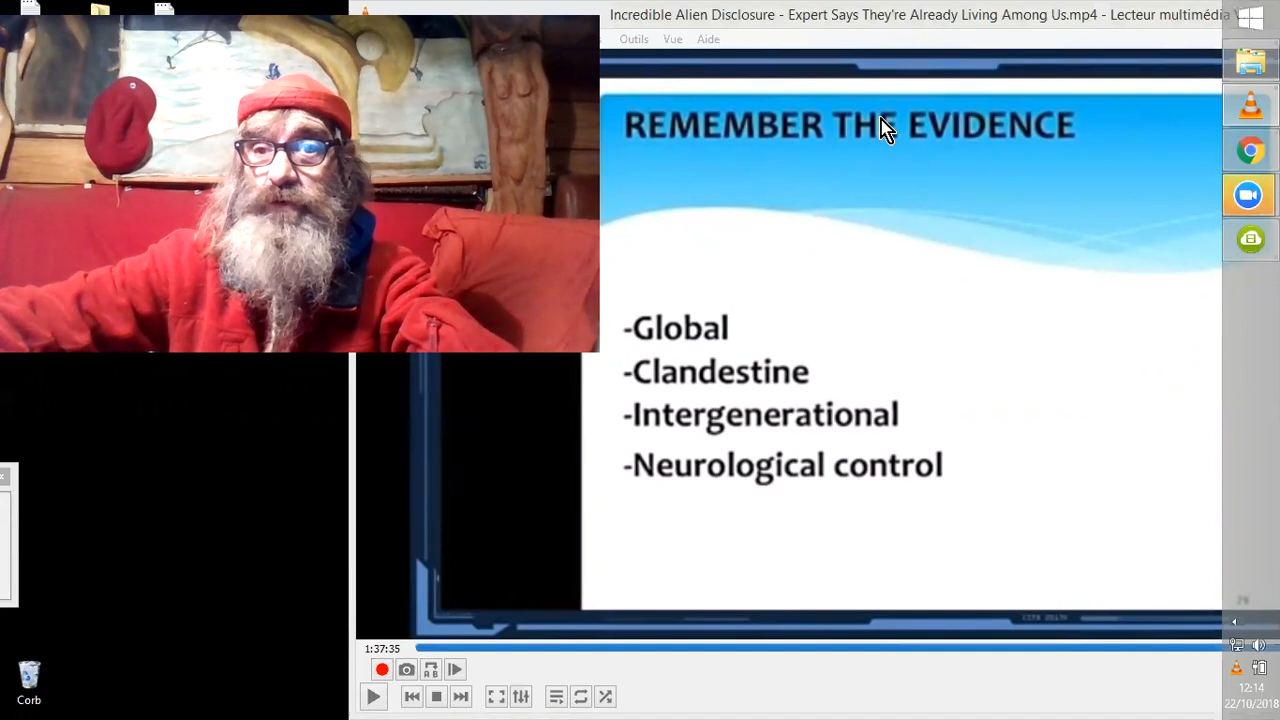 Incredible Alien Disclosure - Expert Says They're Already Living Among Us.mp4 - Lecteur multimédia
Outils Vue Aide
REMEMBER THE EVIDENCE
-Global
-Clandestine
-Intergenerational
-Neurological control
1:37:35
Corb
12:14
22/10/2018